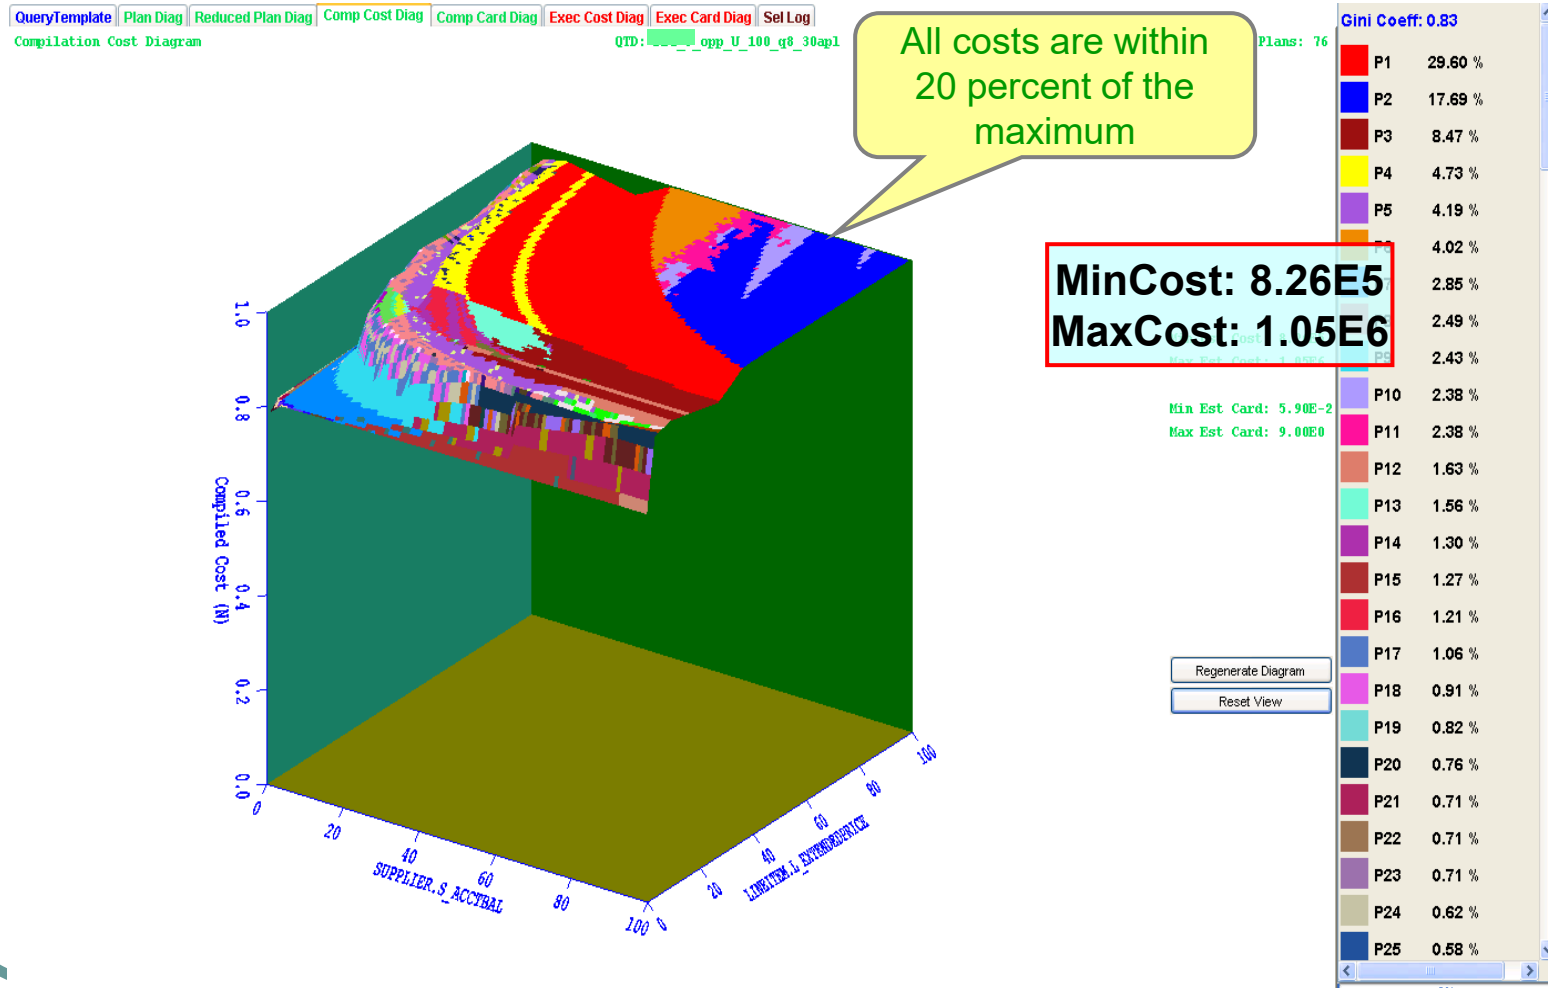 QueryTemplate Plan Diag Reduced Plan Diag Comp Cost Diag Comp Card Diag Exec Cost Diag Exec Card Diag Sel Log
Compilation Cost Diagram
QTD: opp_U_100_q8_30apl
Plans: 76
All costs are within
20 percent of the
maximum
MinCost: 8.26E5
MaxCost: 1.05E6
Max Est Cost: 1.05E6
Min Est Card: 5.90E-2
Max Est Card: 9.00E0
Regenerate Diagram
Reset View
Compiled Cost (N)
1.0
0.8
0.6
0.4
0.2
0.0
0
20
40
60
80
100
SUPPLIER.S_ACCTBAL
0
20
40
60
80
100
LINEITEM.L_EXTENDEDPRICE
Gini Coeff: 0.83
P1 29.60 %
P2 17.69 %
P3 8.47 %
P4 4.73 %
P5 4.19 %
4.02 %
2.85 %
2.49 %
P9 2.43 %
P10 2.38 %
P11 2.38 %
P12 1.63 %
P13 1.56 %
P14 1.30 %
P15 1.27 %
P16 1.21 %
P17 1.06 %
P18 0.91 %
P19 0.82 %
P20 0.76 %
P21 0.71 %
P22 0.71 %
P23 0.71 %
P24 0.62 %
P25 0.58 %